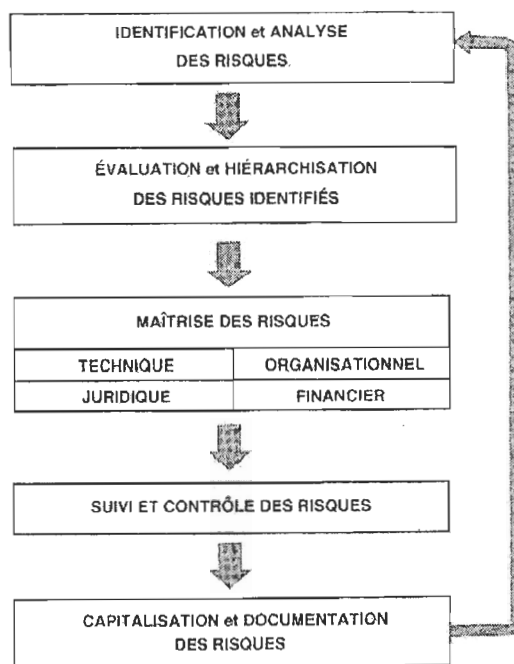 IDENTIFICATION et ANALYSE
DES RISQUES.
ÉVALUATION et HIÉRARCHISATION
DES RISQUES IDENTIFIÉS
MAÎTRISE DES RISQUES
TECHNIQUE
ORGANISATIONNEL
JURIDIQUE
FINANCIER
SUIVI ET CONTRÔLE DES RISQUES
CAPITALISATION et DOCUMENTATION
DES RISQUES